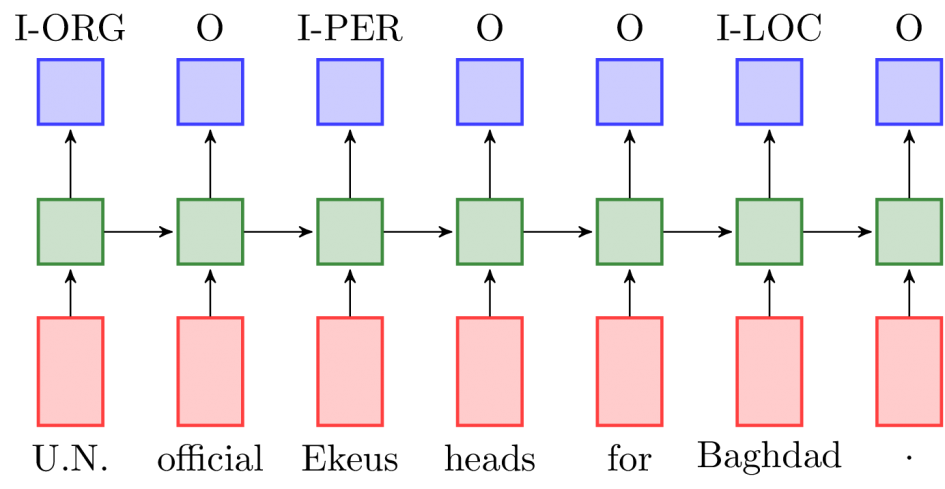 I-ORG O I-PER O O I-LOC O
U.N. official Ekeus heads for Baghdad .